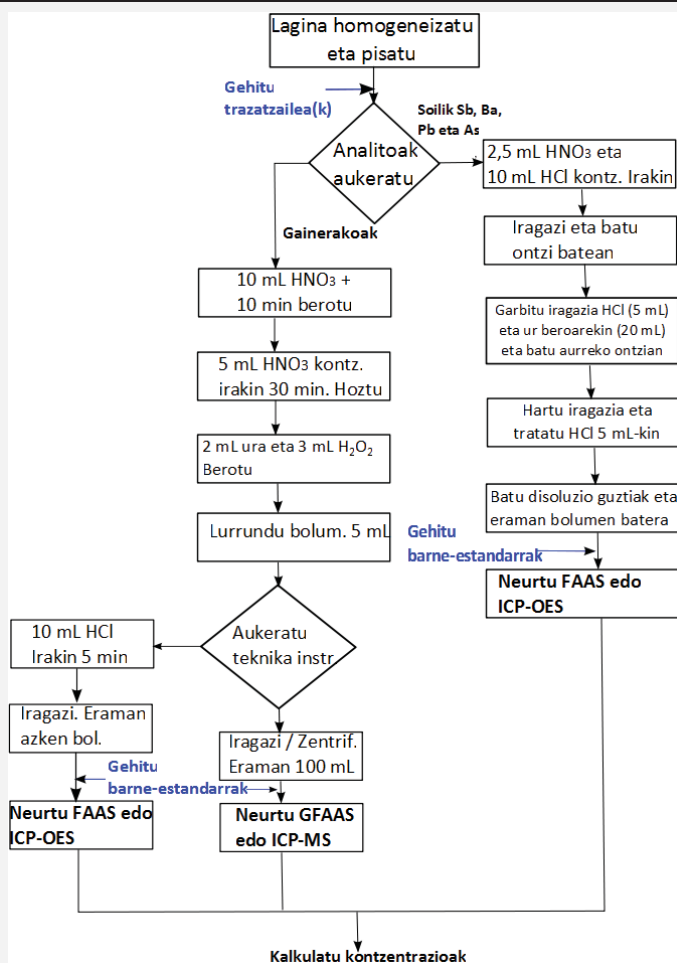 Lagina homogeneizatu
eta pisatu
Gehitu
trazatzailea(k)
Soilik Sb, Ba,
Pb eta As
Analitoak
aukeratu
2,5 mL HNO₃ eta
10 mL HCl kontz. Irakin
Gainerakoak
Iragazi eta batu
ontzi batean
10 mL HNO₃ +
10 min berotu
Garbitu iragazia HCl (5 mL)
eta ur beroarekin (20 mL)
eta batu aurreko ontzian
5 mL HNO₃ kontz.
irakin 30 min. Hoztu
Hartu iragazia eta
tratatu HCl 5 mL-kin
2 mL ura eta 3 mL H₂O₂
Berotu
Batu disoluzio guztiak eta
eraman bolumen batera
Lurrundu bolum. 5 mL
Gehitu
barne-estandarrak
Neurtu FAAS edo
ICP-OES
Aukeratu
teknika instr
10 mL HCl
Irakin 5 min
Iragazi. Eraman
azken bol.
Iragazi / Zentrif.
Eraman 100 mL
Gehitu
barne-estandarrak
Neurtu FAAS edo
ICP-OES
Neurtu GFAAS
edo ICP-MS
Kalkulatu kontzentrazioak